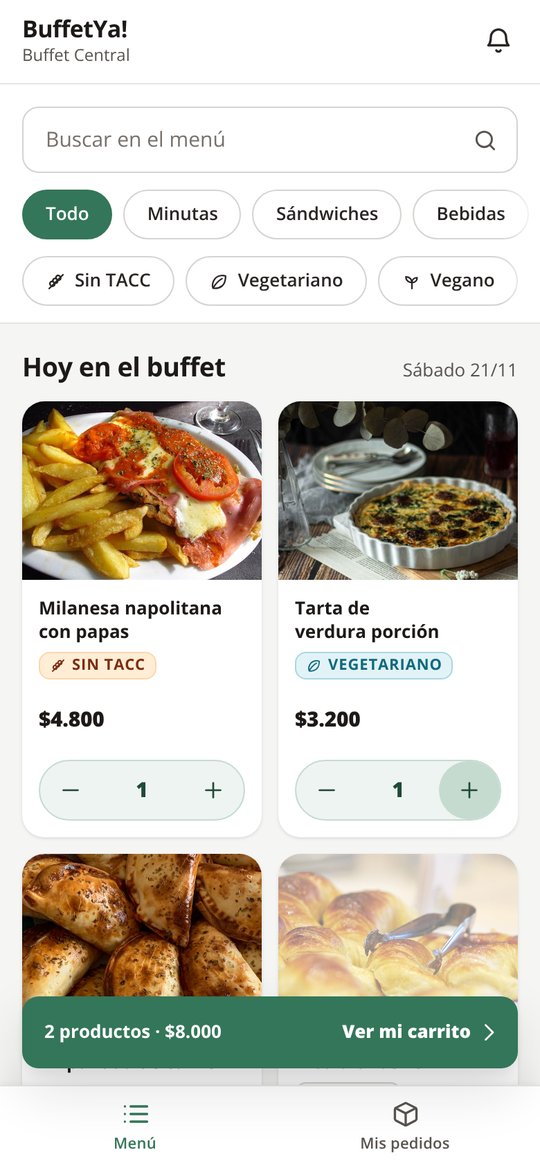 BuffetYa!
Buffet Central
Buscar en el menú
Todo
Minutas
Sándwiches
Bebidas
Sin TACC
Vegetariano
Vegano
Hoy en el buffet
Sábado 21/11
Milanesa napolitana
con papas
SIN TACC
$4.800
1
Tarta de
verdura porción
VEGETARIANO
$3.200
1
2 productos · $8.000
Ver mi carrito
Menú
Mis pedidos